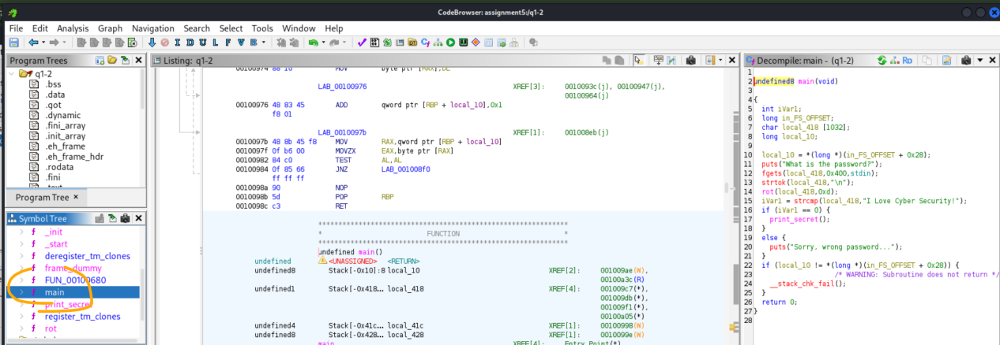 CodeBrowser: assignment5:/q1-2
File Edit Analysis Graph Navigation Search Select Tools Window Help
I D U L F V B
Program Trees
q1-2
.bss
.data
.got
.dynamic
.fini_array
.init_array
.eh_frame
.eh_frame_hdr
.rodata
.fini
.text
Program Tree ×
Symbol Tree
f _init
f _start
f deregister_tm_clones
f frame_dummy
f FUN_00100680
f main
f print_secret
f register_tm_clones
f rot
Listing: q1-2
00100974 88 10 MOV byte ptr [RAX],DL
LAB_00100976 XREF[3]: 0010093c(j), 00100947(j),
00100964(j)
00100976 48 83 45 ADD qword ptr [RBP + local_10],0x1
f8 01
LAB_0010097b XREF[1]: 001008eb(j)
0010097b 48 8b 45 f8 MOV RAX,qword ptr [RBP + local_10]
0010097f 0f b6 00 MOVZX EAX,byte ptr [RAX]
00100982 84 c0 TEST AL,AL
00100984 0f 85 66 JNZ LAB_001008f0
ff ff ff
0010098a 90 NOP
0010098b 5d POP RBP
0010098c c3 RET
* FUNCTION *
undefined main()
undefined <UNASSIGNED> <RETURN>
undefined8 Stack[-0x10]:8 local_10 XREF[2]: 001009ae(W),
00100a3c(R)
undefined1 Stack[-0x418... local_418 XREF[4]: 001009c7(*),
001009db(*),
001009f1(*),
00100a05(*)
undefined4 Stack[-0x41c... local_41c XREF[1]: 00100998(W)
undefined8 Stack[-0x428... local_428 XREF[1]: 0010099e(W)
main XREF[4]: Entry Point(*)
Decompile: main - (q1-2)
Ro
1
2 undefined8 main(void)
3
4 {
5 int iVar1;
6 long in_FS_OFFSET;
7 char local_418 [1032];
8 long local_10;
9
10 local_10 = *(long *)(in_FS_OFFSET + 0x28);
11 puts("What is the password?");
12 fgets(local_418,0x400,stdin);
13 strtok(local_418,"\n");
14 rot(local_418,0xd);
15 iVar1 = strcmp(local_418,"I Love Cyber Security!");
16 if (iVar1 == 0) {
17 print_secret();
18 }
19 else {
20 puts("Sorry, wrong password...");
21 }
22 if (local_10 != *(long *)(in_FS_OFFSET + 0x28)) {
23 /* WARNING: Subroutine does not return */
24 __stack_chk_fail();
25 }
26 return 0;
27 }
28